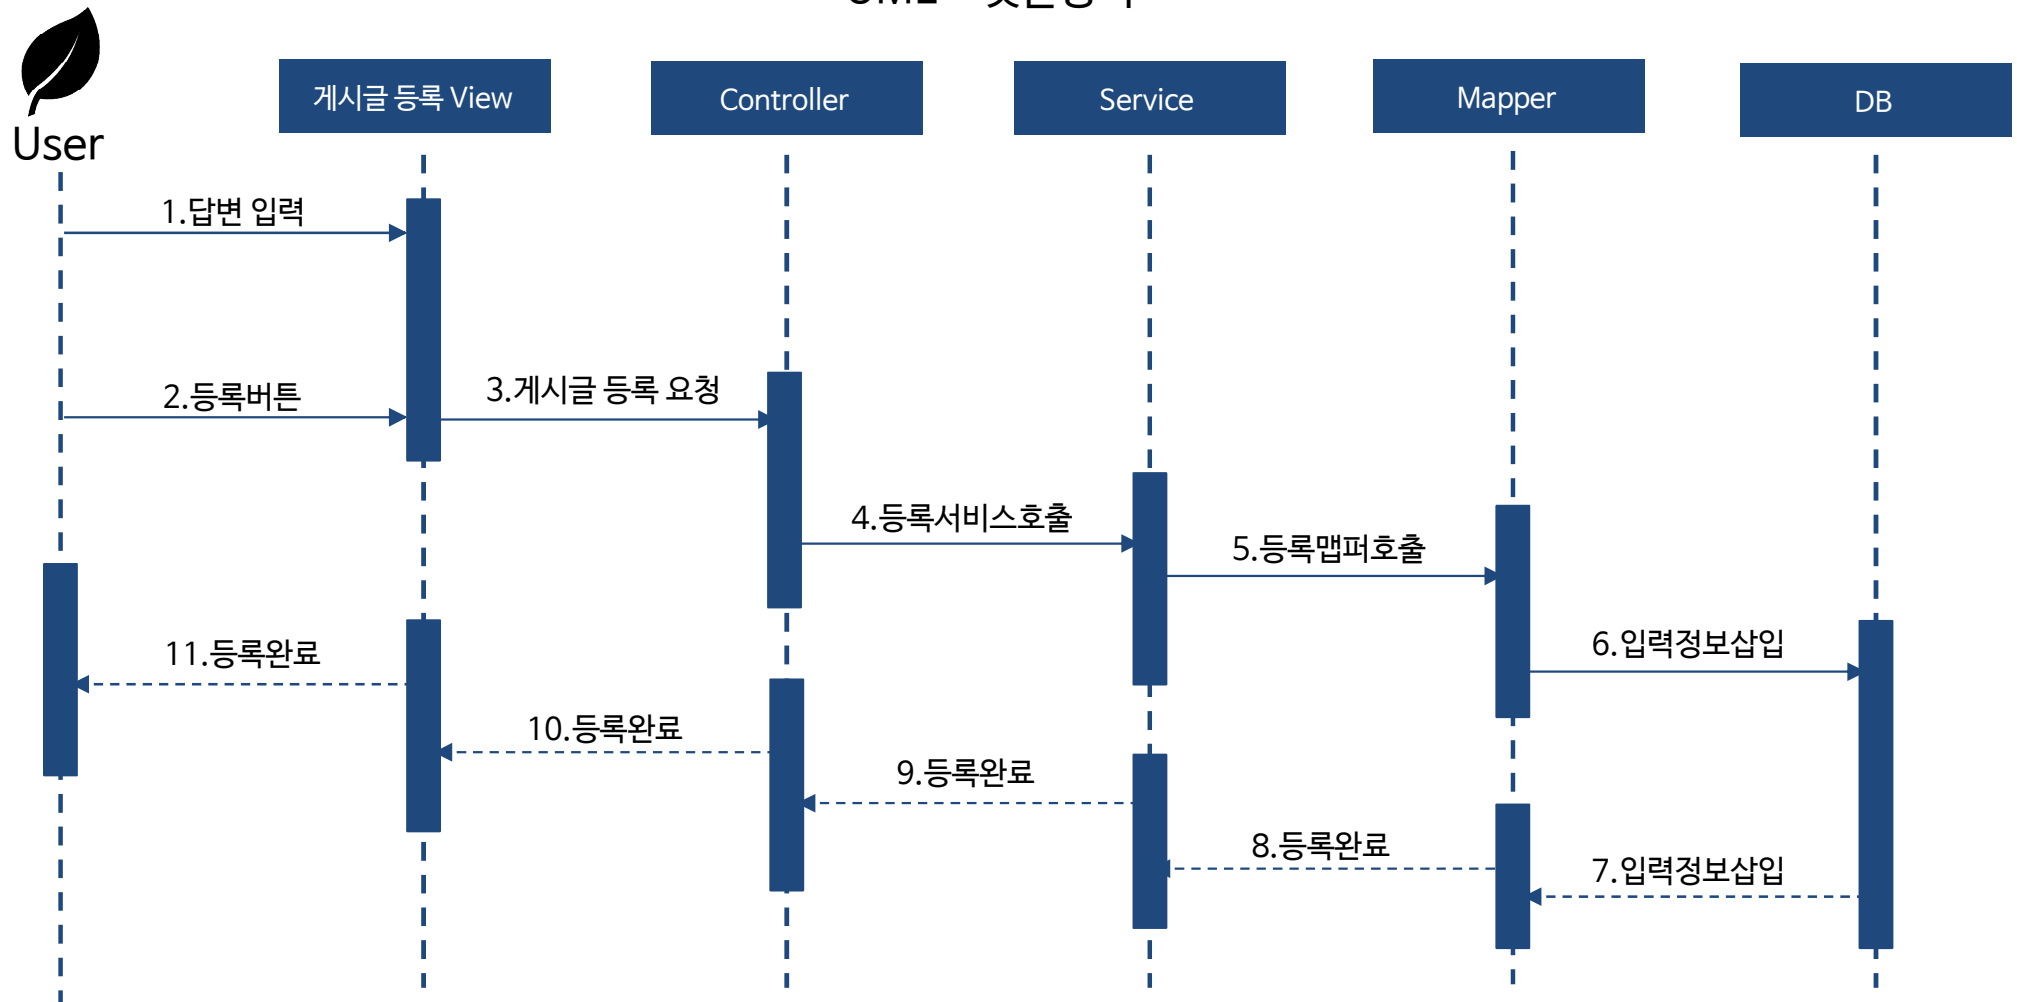 User
게시글 등록 View
Controller
Service
Mapper
DB
1.답변 입력
2.등록버튼
3.게시글 등록 요청
4.등록서비스호출
5.등록맵퍼호출
6.입력정보삽입
7.입력정보삽입
8.등록완료
9.등록완료
10.등록완료
11.등록완료